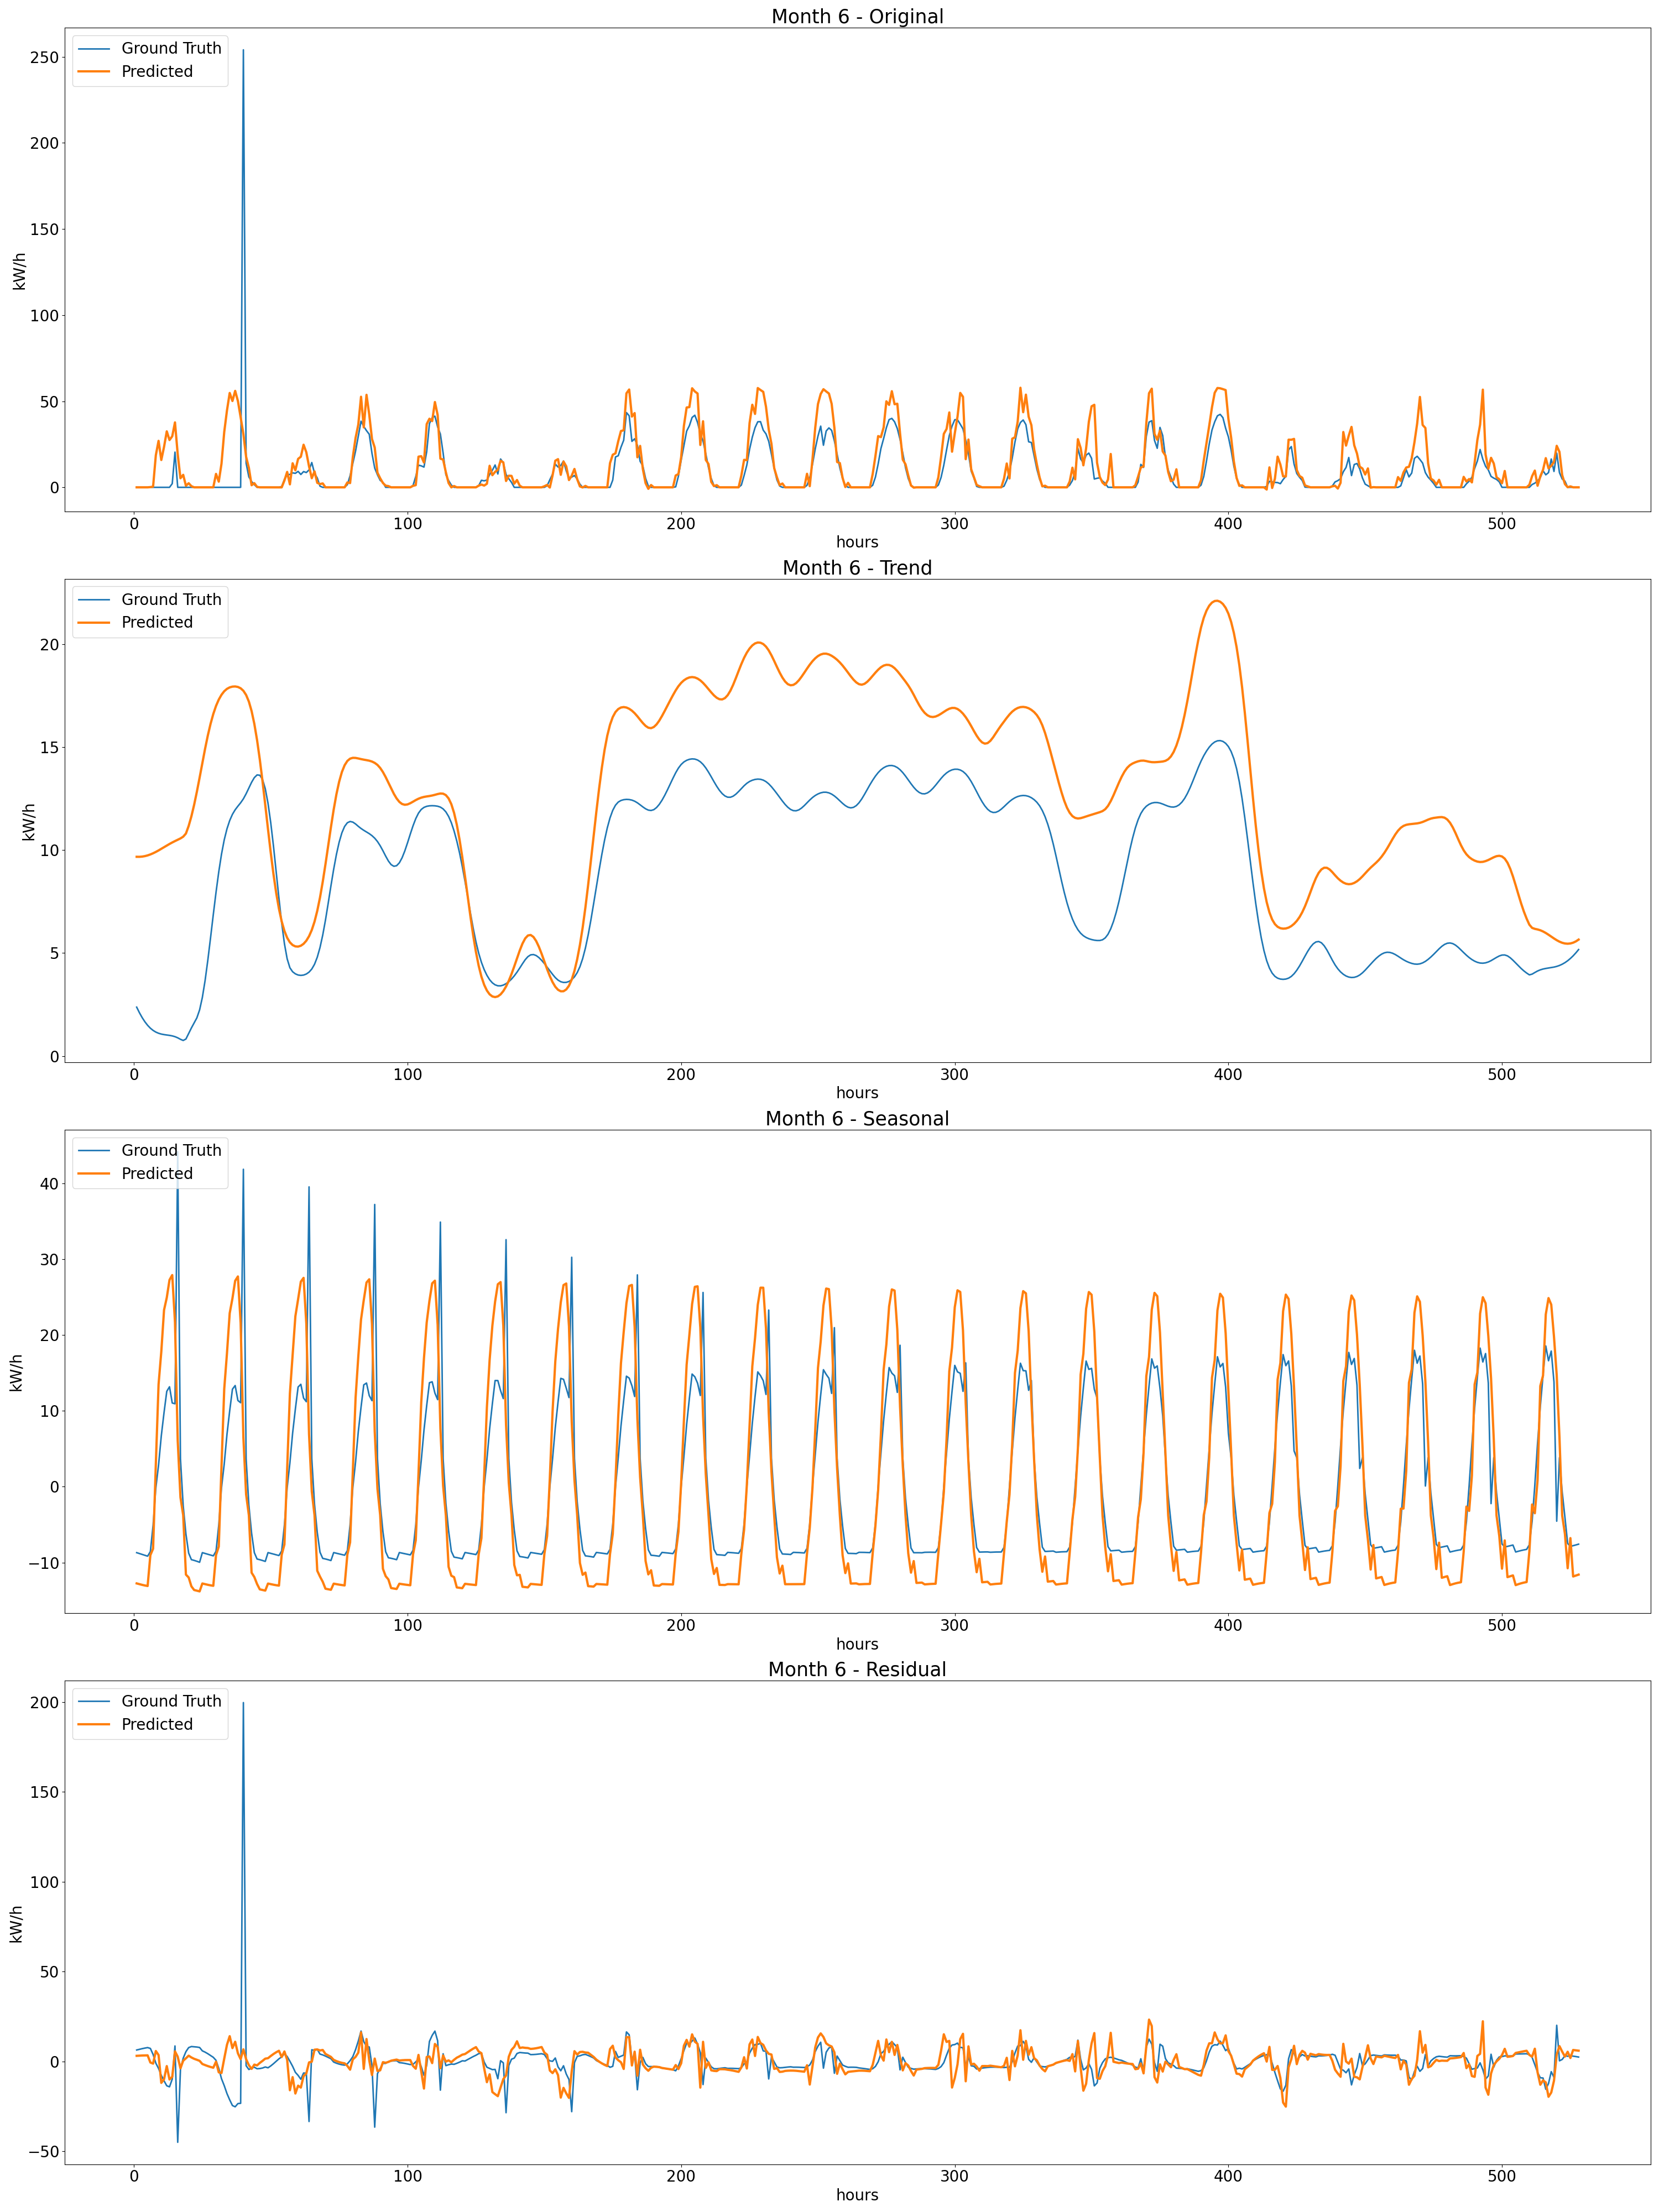 Month 6 - Original
Ground Truth
Predicted
kW/h
250
200
150
100
50
0
0 100 200 300 400 500
hours
Month 6 - Trend
Ground Truth
Predicted
kW/h
20
15
10
5
0
0 100 200 300 400 500
hours
Month 6 - Seasonal
Ground Truth
Predicted
kW/h
40
30
20
10
0
−10
0 100 200 300 400 500
hours
Month 6 - Residual
Ground Truth
Predicted
kW/h
200
150
100
50
0
−50
0 100 200 300 400 500
hours